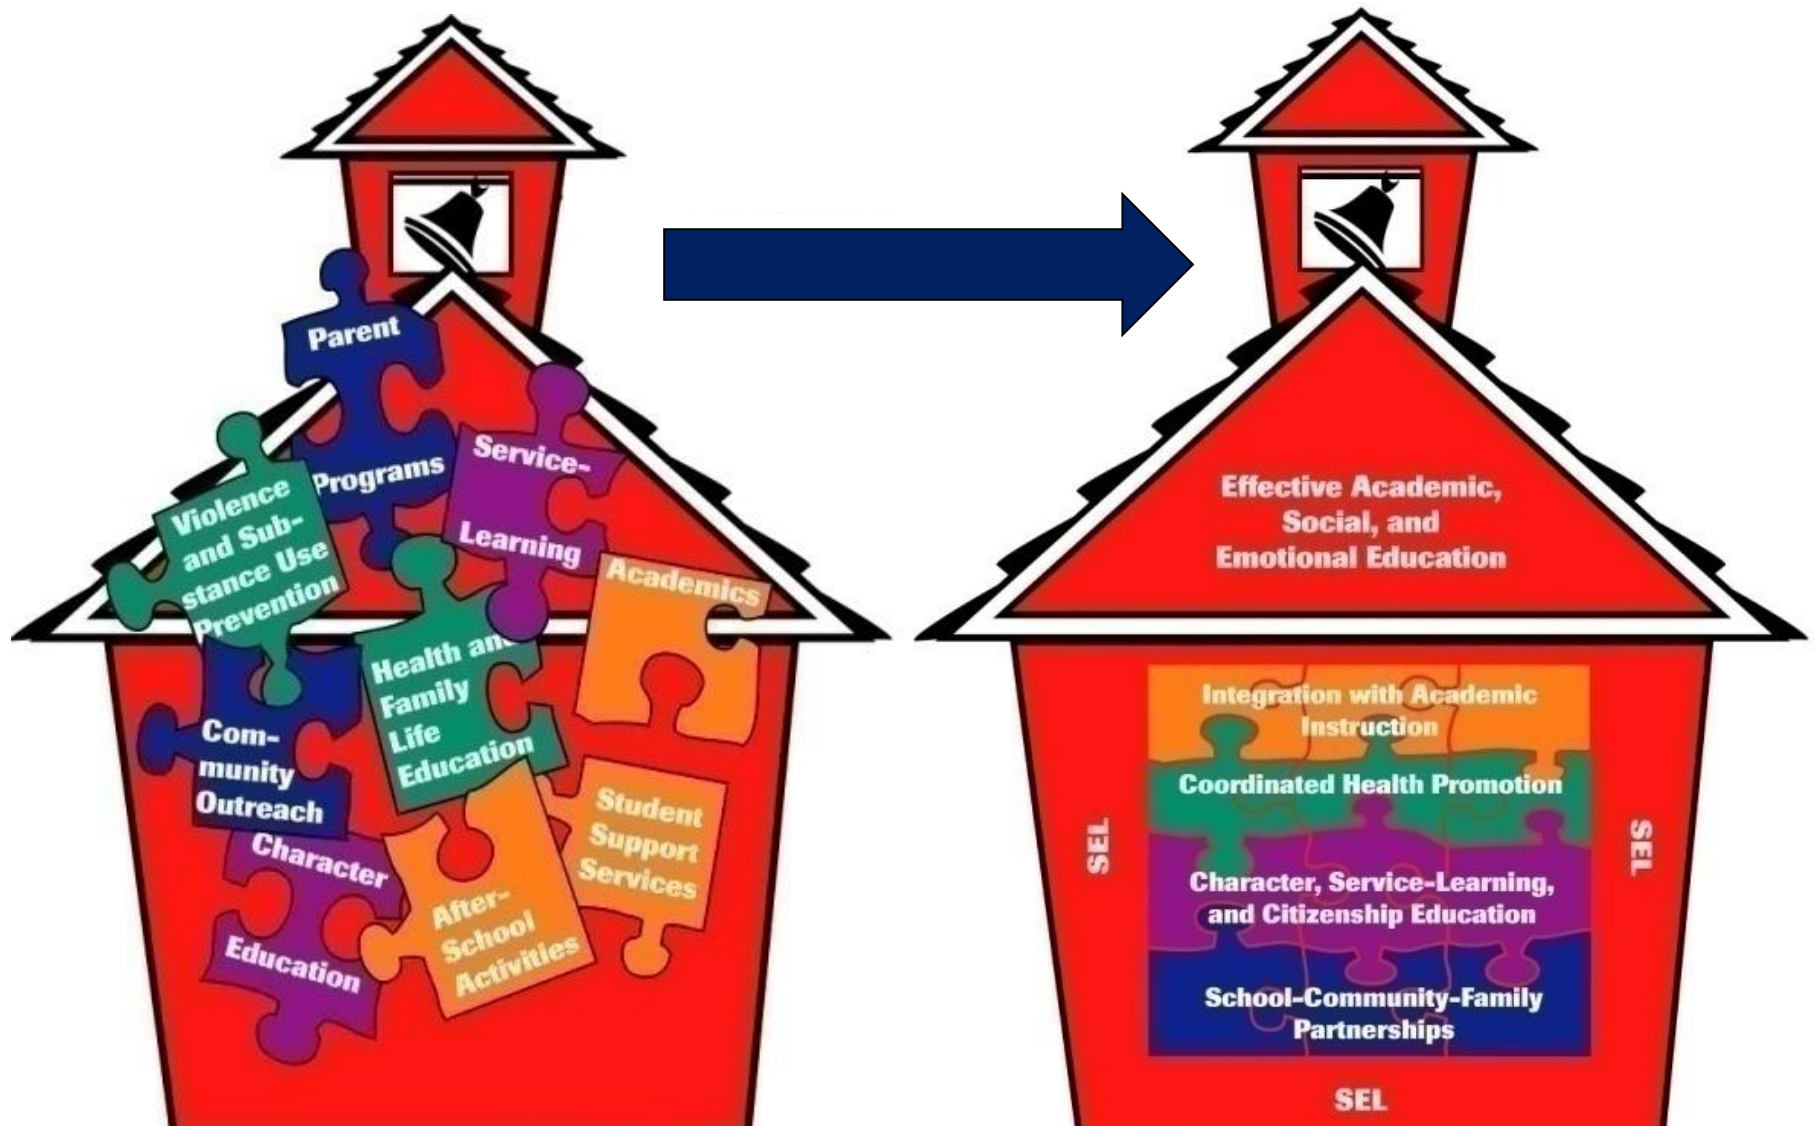 Parent
Programs
Service-
Learning
Violence
and Sub-
stance Use
Prevention
Academics
Health and
Family
Life
Education
Com-
munity
Outreach
Student
Support
Services
Character
Education
After-
School
Activities
Effective Academic,
Social, and
Emotional Education
Integration with Academic
Instruction
Coordinated Health Promotion
Character, Service-Learning,
and Citizenship Education
School-Community-Family
Partnerships
SEL
SEL
SEL